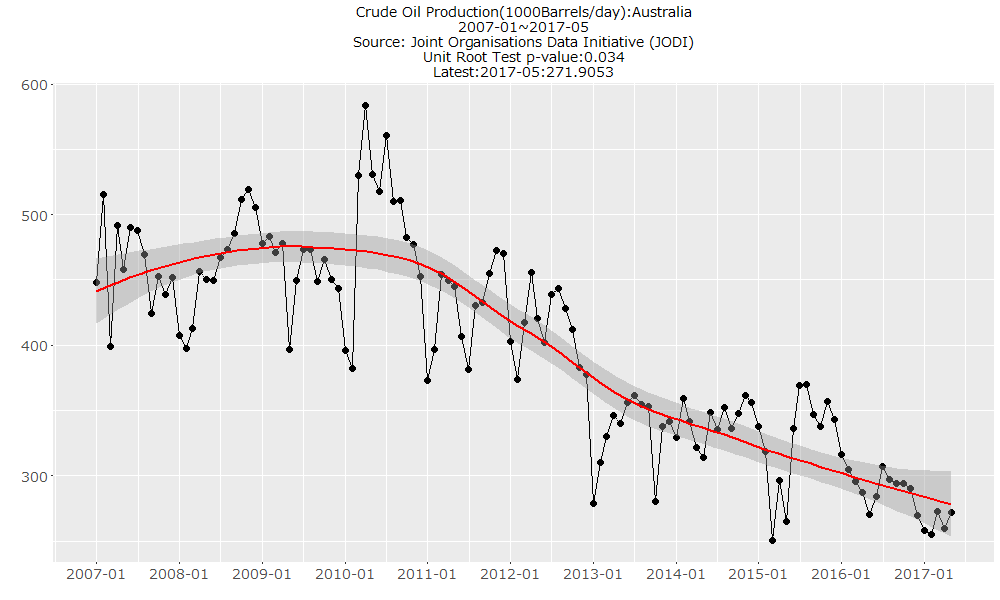 Crude Oil Production(1000Barrels/day):Australia
2007-01~2017-05
Source: Joint Organisations Data Initiative (JODI)
Unit Root Test p-value:0.034
Latest:2017-05:271.9053
600
500
400
300
2007-01 2008-01 2009-01 2010-01 2011-01 2012-01 2013-01 2014-01 2015-01 2016-01 2017-01